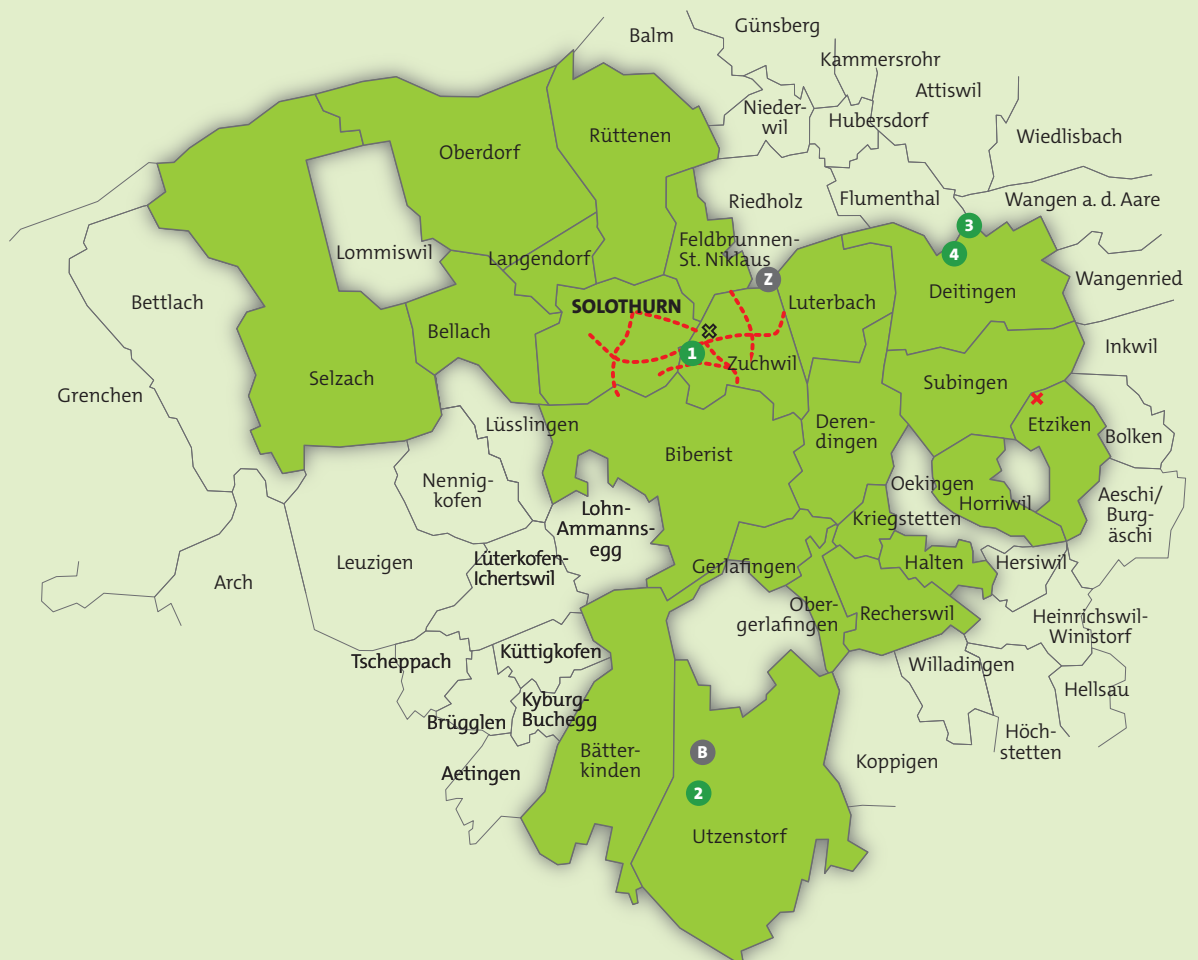 Balm
Günsberg
Kammersrohr
Attiswil
Nieder-
wil
Hubersdorf
Wiedlisbach
Rüttenen
Oberdorf
Riedholz
Flumenthal
Wangen a. d. Aare
3
4
Feldbrunnen-
St. Niklaus
Z
Lommiswil
Langendorf
Wangenried
Deitingen
Bettlach
SOLOTHURN
Luterbach
Bellach
1
Zuchwil
Inkwil
Selzach
Subingen
Grenchen
Lüsslingen
Deren-
dingen
Etziken
Bolken
Biberist
Nennig-
kofen
Oekingen
Horriwil
Aeschi/
Burg-
äschi
Lohn-
Ammanns-
egg
Kriegstetten
Leuzigen
Lüterkofen-
Ichertswil
Gerlafingen
Halten
Hersiwil
Arch
Ober-
gerlafingen
Recherswil
Heinrichswil-
Winistorf
Tscheppach
Küttigkofen
Willadingen
Hellsau
Brügglen
Kyburg-
Buchegg
Höch-
stetten
Bätter-
kinden
B
Koppigen
Aetingen
2
Utzenstorf